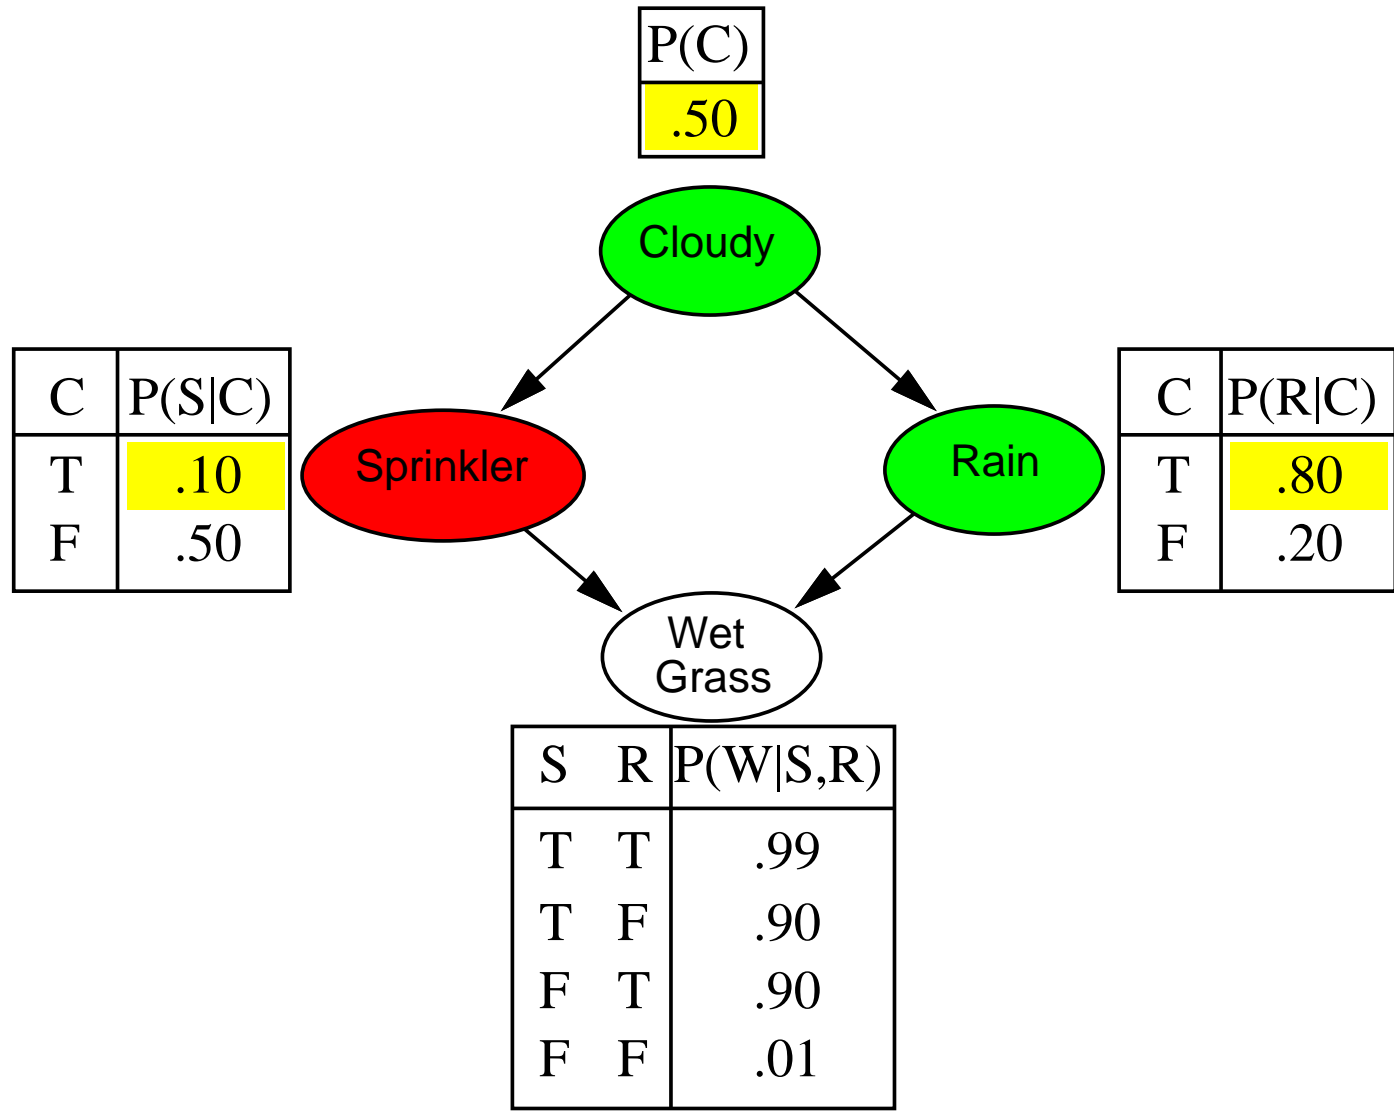 P(C)
.50
Cloudy
C P(S|C)
T .10
F .50
Sprinkler
Rain
C P(R|C)
T .80
F .20
Wet
Grass
S R P(W|S,R)
T T .99
T F .90
F T .90
F F .01